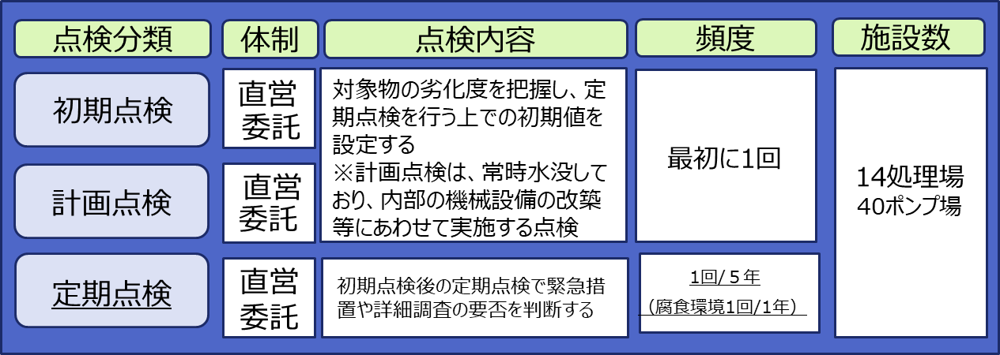 点検分類
体制
点検内容
頻度
施設数
初期点検
直営
委託
対象物の劣化度を把握し、定
期点検を行う上での初期値を
設定する
※計画点検は、常時水没して
おり、内部の機械設備の改築
等にあわせて実施する点検
最初に1回
14処理場
40ポンプ場
計画点検
直営
委託
定期点検
直営
委託
初期点検後の定期点検で緊急措
置や詳細調査の要否を判断する
1回/５年
（腐食環境1回/1年）